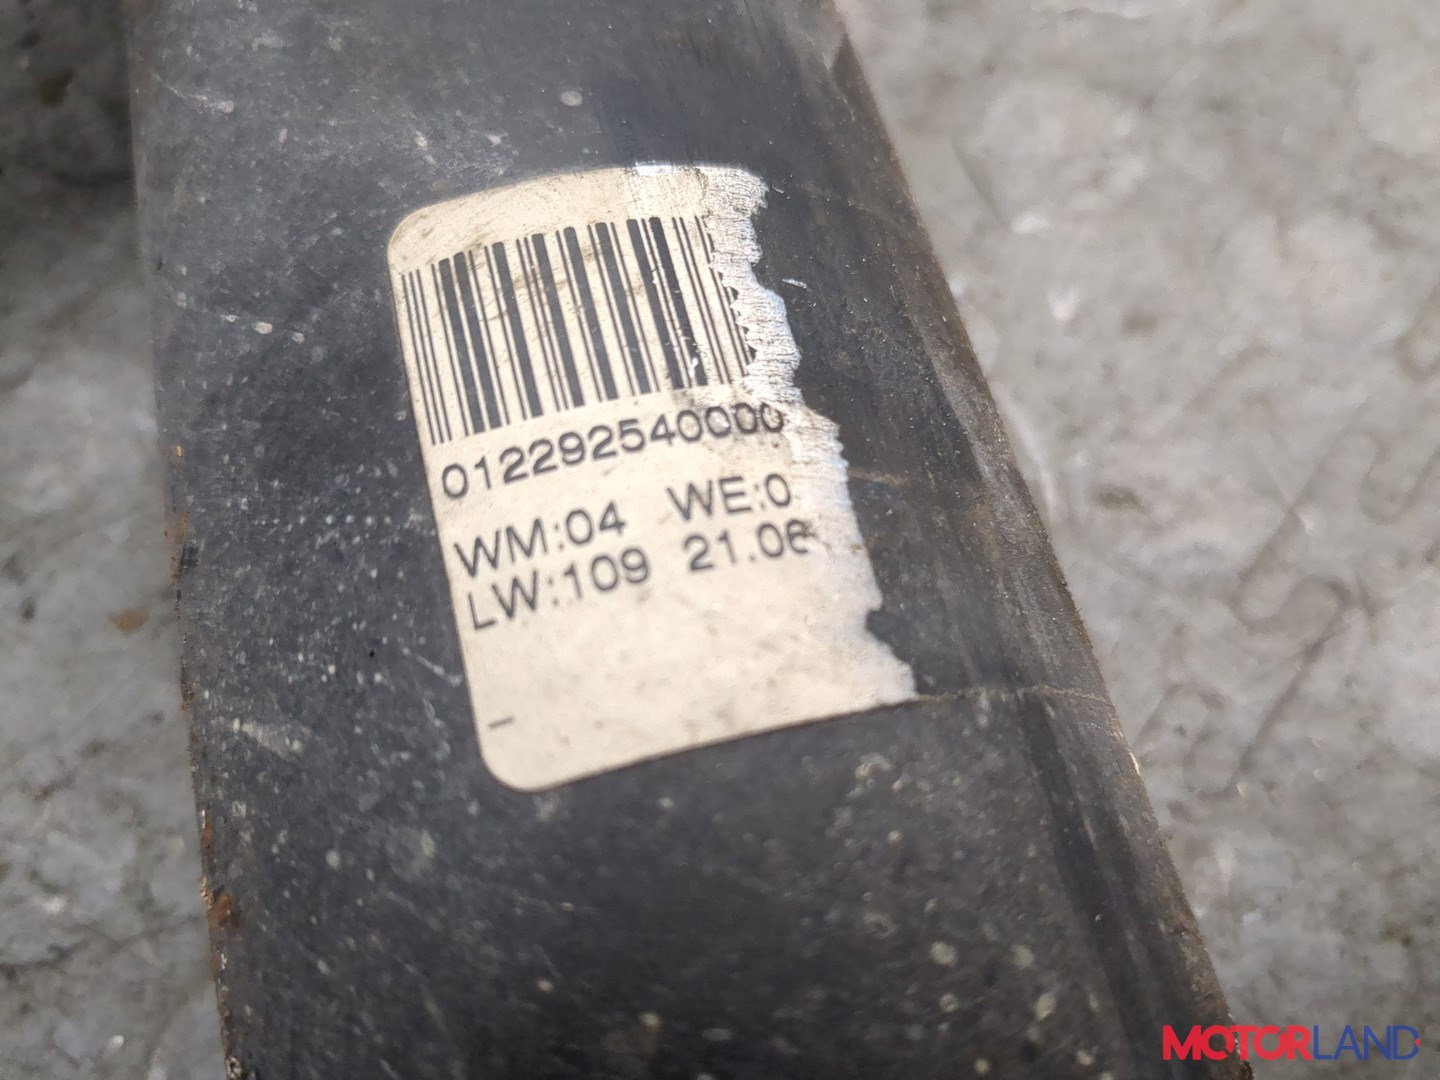 012292540000
WM:04 WE:0
LW:109 21.06
MOTORLAND